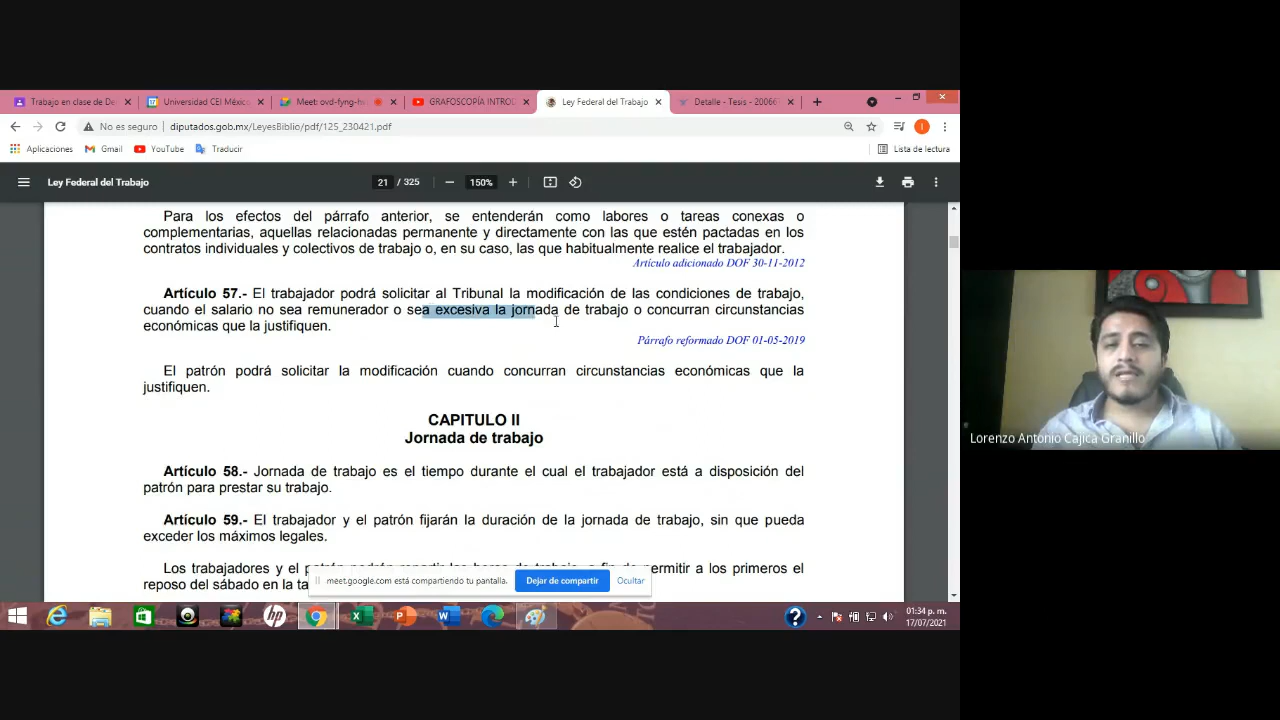 Trabajo en clase de De
Universidad CEI Méxic
Meet: ovd-fyng-hs
GRAFOSCOPÍA INTROL
Ley Federal del Trabajo
Detalle - Tesis - 20066
No es seguro
deputados.gob.mx/LeyesBiblio/pdf/125_230421.pdf
Aplicaciones
Gmail
YouTube
Traducir
Lista de lectura
Ley Federal del Trabajo
21 / 325
150%
Para los efectos del párrafo anterior, se entenderán como labores o tareas conexas o
complementarias, aquellas relacionadas permanente y directamente con las que estén pactadas en los
contratos individuales y colectivos de trabajo o, en su caso, las que habitualmente realice el trabajador.
Artículo adicionado DOF 30-11-2012
Artículo 57.- El trabajador podrá solicitar al Tribunal la modificación de las condiciones de trabajo,
cuando el salario no sea remunerador o sea excesiva la jornada de trabajo o concurran circunstancias
económicas que la justifiquen.
Párrafo reformado DOF 01-05-2019
El patrón podrá solicitar la modificación cuando concurran circunstancias económicas que la
justifiquen.
CAPITULO II
Jornada de trabajo
Artículo 58.- Jornada de trabajo es el tiempo durante el cual el trabajador está a disposición del
patrón para prestar su trabajo.
Artículo 59.- El trabajador y el patrón fijarán la duración de la jornada de trabajo, sin que pueda
exceder los máximos legales.
Los trabajadores y el permitir a los primeros el
reposo del sábado en la ta
meet.google.com está compartiendo tu pantalla.
Dejar de compartir
Ocultar
01:34 p. m.
17/07/2021
Lorenzo Antonio Cajica Granillo